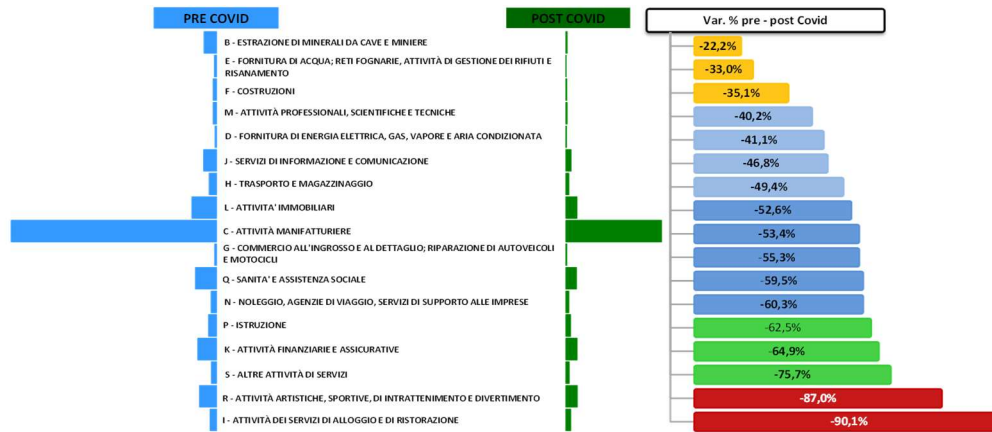 PRE COVID
POST COVID
Var. % pre - post Covid
B - ESTRAZIONE DI MINERALI DA CAVE E MINIERE
-22,2%
E - FORNITURA DI ACQUA; RETI FOGNARIE, ATTIVITÀ DI GESTIONE DEI RIFIUTI E
RISANAMENTO
-33,0%
F - COSTRUZIONI
-35,1%
M - ATTIVITÀ PROFESSIONALI, SCIENTIFICHE E TECNICHE
-40,2%
D - FORNITURA DI ENERGIA ELETTRICA, GAS, VAPORE E ARIA CONDIZIONATA
-41,1%
J - SERVIZI DI INFORMAZIONE E COMUNICAZIONE
-46,8%
H - TRASPORTO E MAGAZZINAGGIO
-49,4%
L - ATTIVITA' IMMOBILIARI
-52,6%
C - ATTIVITÀ MANIFATTURIERE
-53,4%
G - COMMERCIO ALL'INGROSSO E AL DETTAGLIO; RIPARAZIONE DI AUTOVEICOLI
E MOTOCICLI
-55,3%
Q - SANITA' E ASSISTENZA SOCIALE
-59,5%
N - NOLEGGIO, AGENZIE DI VIAGGIO, SERVIZI DI SUPPORTO ALLE IMPRESE
-60,3%
P - ISTRUZIONE
-62,5%
K - ATTIVITÀ FINANZIARIE E ASSICURATIVE
-64,9%
S - ALTRE ATTIVITÀ DI SERVIZI
-75,7%
R - ATTIVITÀ ARTISTICHE, SPORTIVE, DI INTRATTENIMENTO E DIVERTIMENTO
-87,0%
I - ATTIVITÀ DEI SERVIZI DI ALLOGGIO E DI RISTORAZIONE
-90,1%